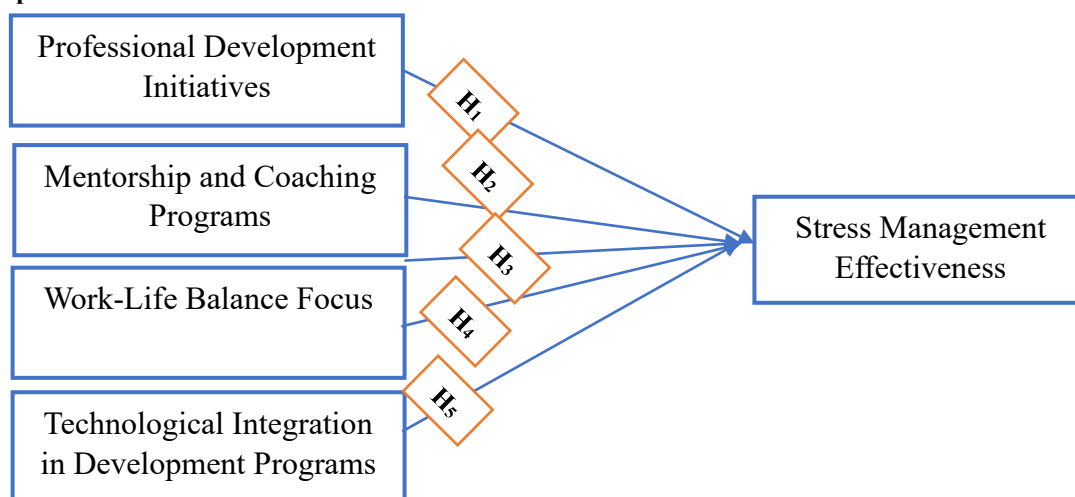 Professional Development
Initiatives
H₁
Mentorship and Coaching
Programs
H₂
H₃
Work-Life Balance Focus
H₄
Technological Integration
in Development Programs
H₅
Stress Management
Effectiveness